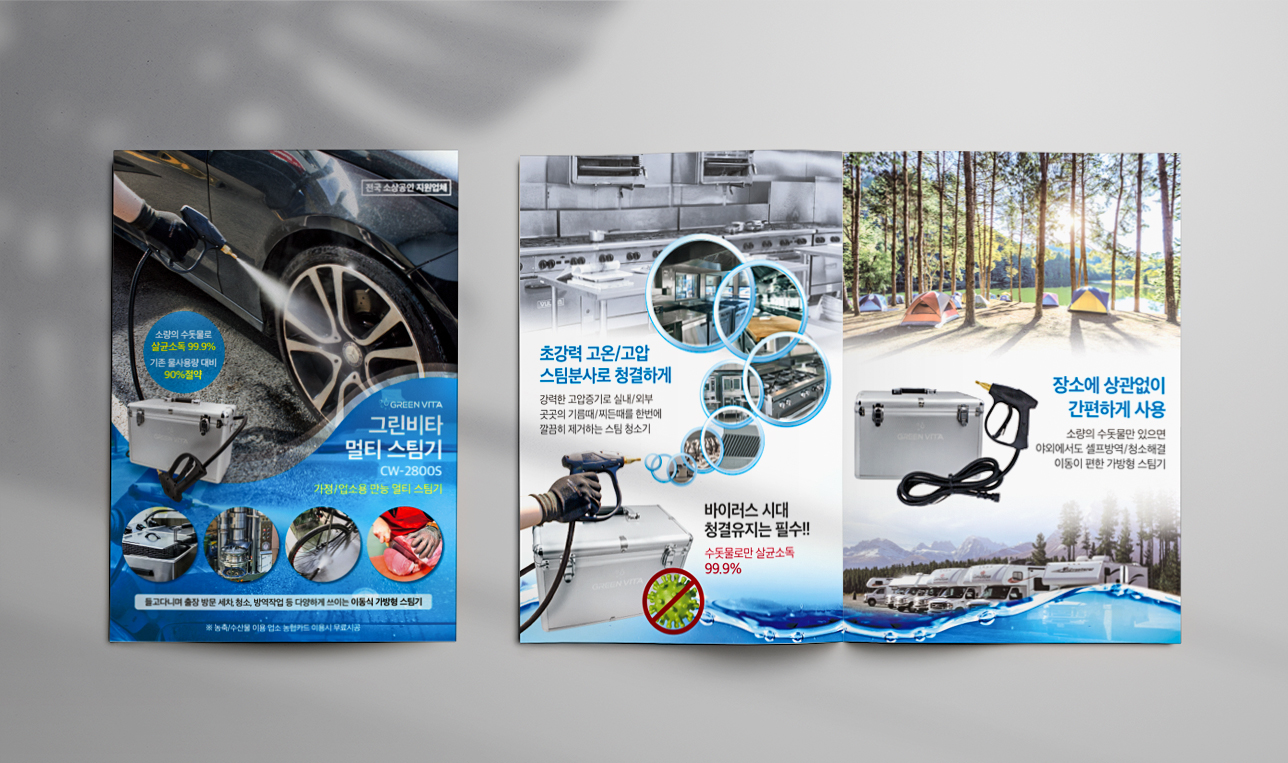 전국 소상공인 지원업체
소량의 수돗물로
살균소독 99.9%
기존 물사용량 대비
90%절약
GREEN VITA
그린비타
멀티 스팀기
CW-2800S
가정/업소용 만능 멀티 스팀기
들고다니며 출장 방문 세차, 청소, 방역작업 등 다양하게 쓰이는 이동식 가방형 스팀기
※ 농축/수산물 이용 업소 농협카드 이용시 무료시공
초강력 고온/고압
스팀분사로 청결하게
강력한 고압증기로 실내/외부
곳곳의 기름때/찌든때를 한번에
깔끔히 제거하는 스팀 청소기
바이러스 시대
청결유지는 필수!!
수돗물로만 살균소독
99.9%
GREEN VITA
장소에 상관없이
간편하게 사용
소량의 수돗물만 있으면
야외에서도 셀프방역/청소해결
이동이 편한 가방형 스팀기
GREEN VITA